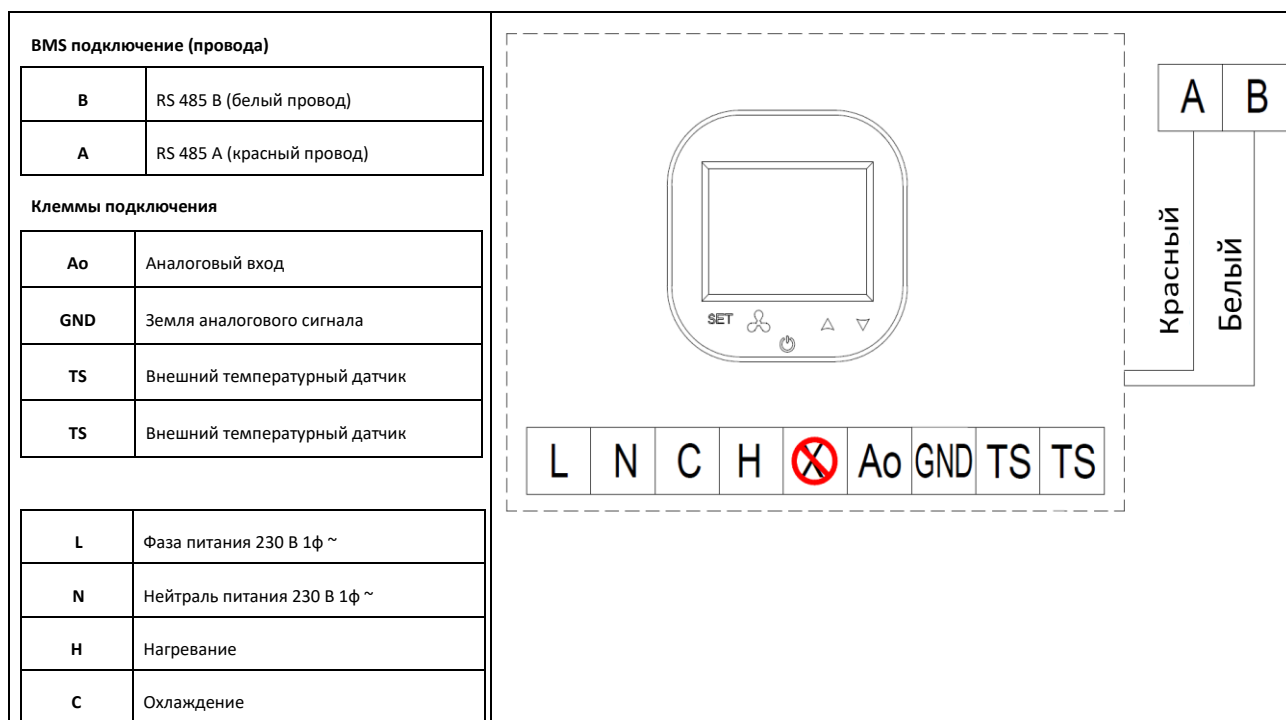 BMS подключение (провода)
B RS 485 B (белый провод)
A RS 485 A (красный провод)
Клеммы подключения
Ao Аналоговый вход
GND Земля аналогового сигнала
TS Внешний температурный датчик
TS Внешний температурный датчик
L Фаза питания 230 В 1ф ~
N Нейтраль питания 230 В 1ф ~
H Нагревание
C Охлаждение
SET
L N C H X Ao GND TS TS
A B
Красный
Белый